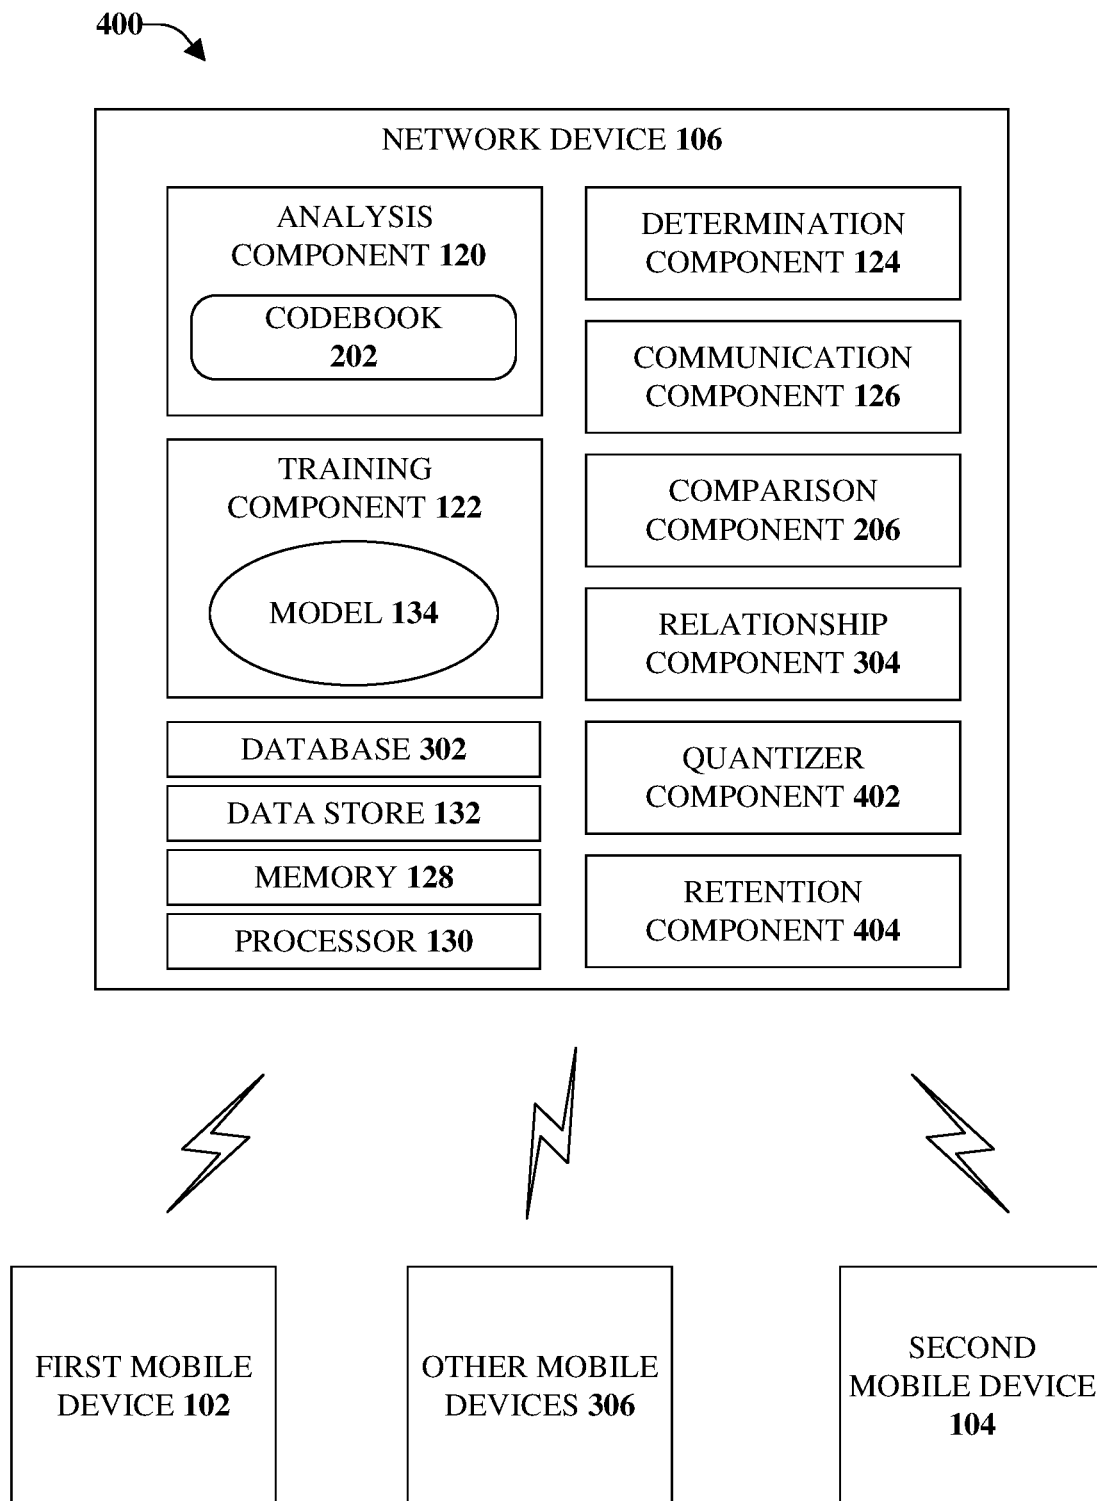 400
NETWORK DEVICE 106
ANALYSIS
COMPONENT 120
CODEBOOK
202
TRAINING
COMPONENT 122
MODEL 134
DATABASE 302
DATA STORE 132
MEMORY 128
PROCESSOR 130
DETERMINATION
COMPONENT 124
COMMUNICATION
COMPONENT 126
COMPARISON
COMPONENT 206
RELATIONSHIP
COMPONENT 304
QUANTIZER
COMPONENT 402
RETENTION
COMPONENT 404
FIRST MOBILE
DEVICE 102
OTHER MOBILE
DEVICES 306
SECOND
MOBILE DEVICE
104